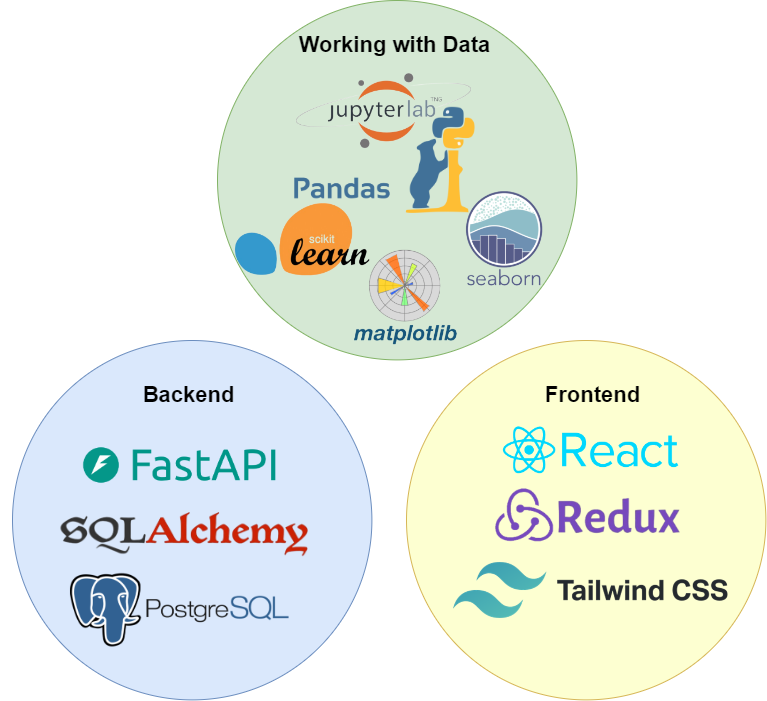 Working with Data
jupyterlab TNG
Pandas
scikit
learn
seaborn
matplotlib
Backend
FastAPI
SQLAlchemy
PostgreSQL
Frontend
React
Redux
Tailwind CSS